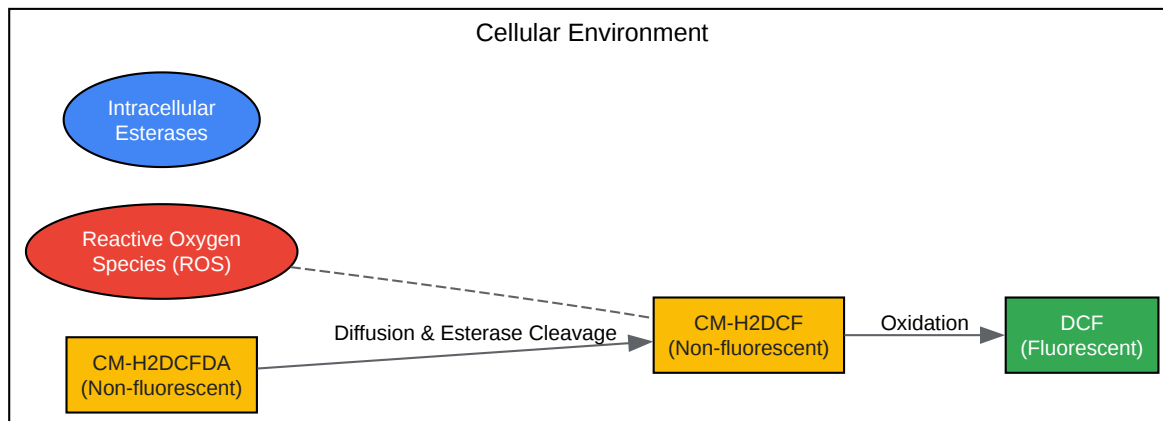 Cellular Environment
Intracellular
Esterases
Reactive Oxygen
Species (ROS)
CM-H2DCFDA
(Non-fluorescent)
Diffusion & Esterase Cleavage
CM-H2DCF
(Non-fluorescent)
Oxidation
DCF
(Fluorescent)